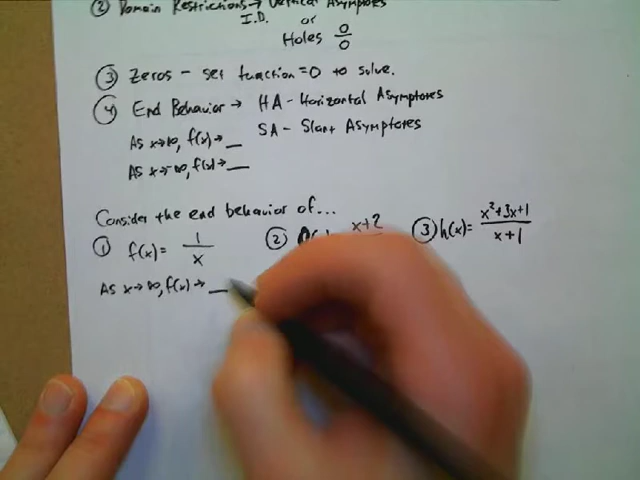 ② Domain Restrictions → Vertical Asymptotes
I.D. or
Holes 0/0
③ Zeros - set function = 0 to solve.
④ End Behavior → HA - Horizontal Asymptotes
As x→∞, f(x)→ __ SA - Slant Asymptotes
As x→-∞, f(x)→ __
Consider the end behavior of...
① f(x) = 1/x ② x+2 ③ h(x) = x²+3x+1/x+1
As x→∞, f(x)→ __